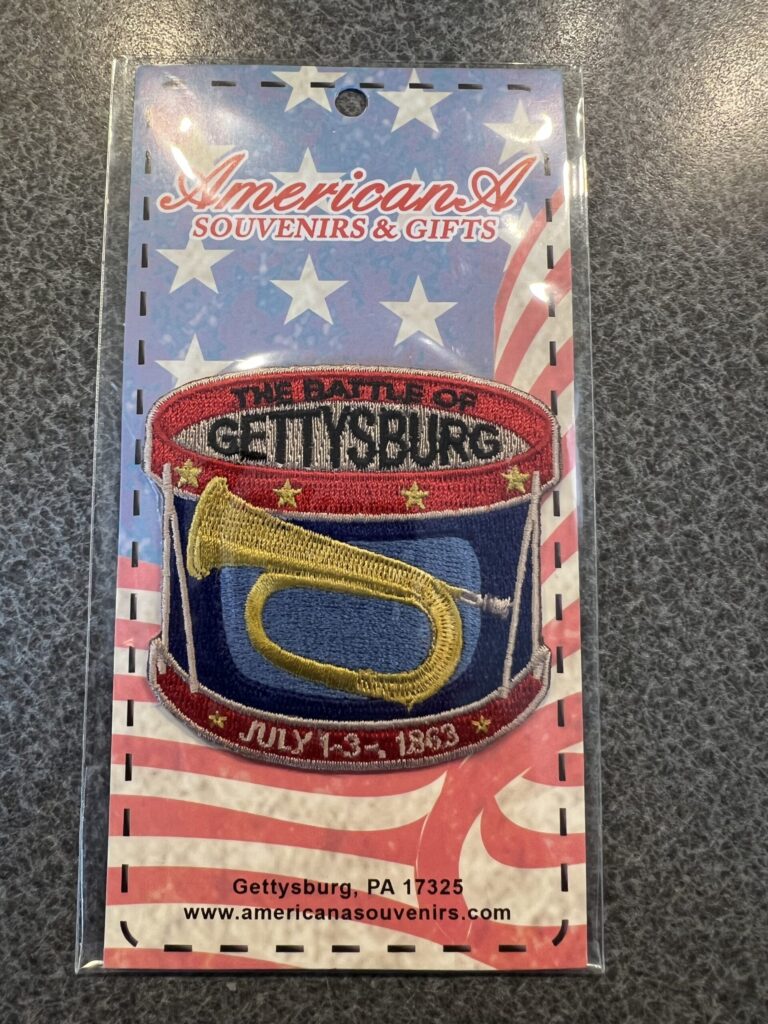 AmericanA
SOUVENIRS & GIFTS
THE BATTLE OF
GETTYSBURG
JULY 1-3-, 1863
Gettysburg, PA 17325
www.americanasouvenirs.com